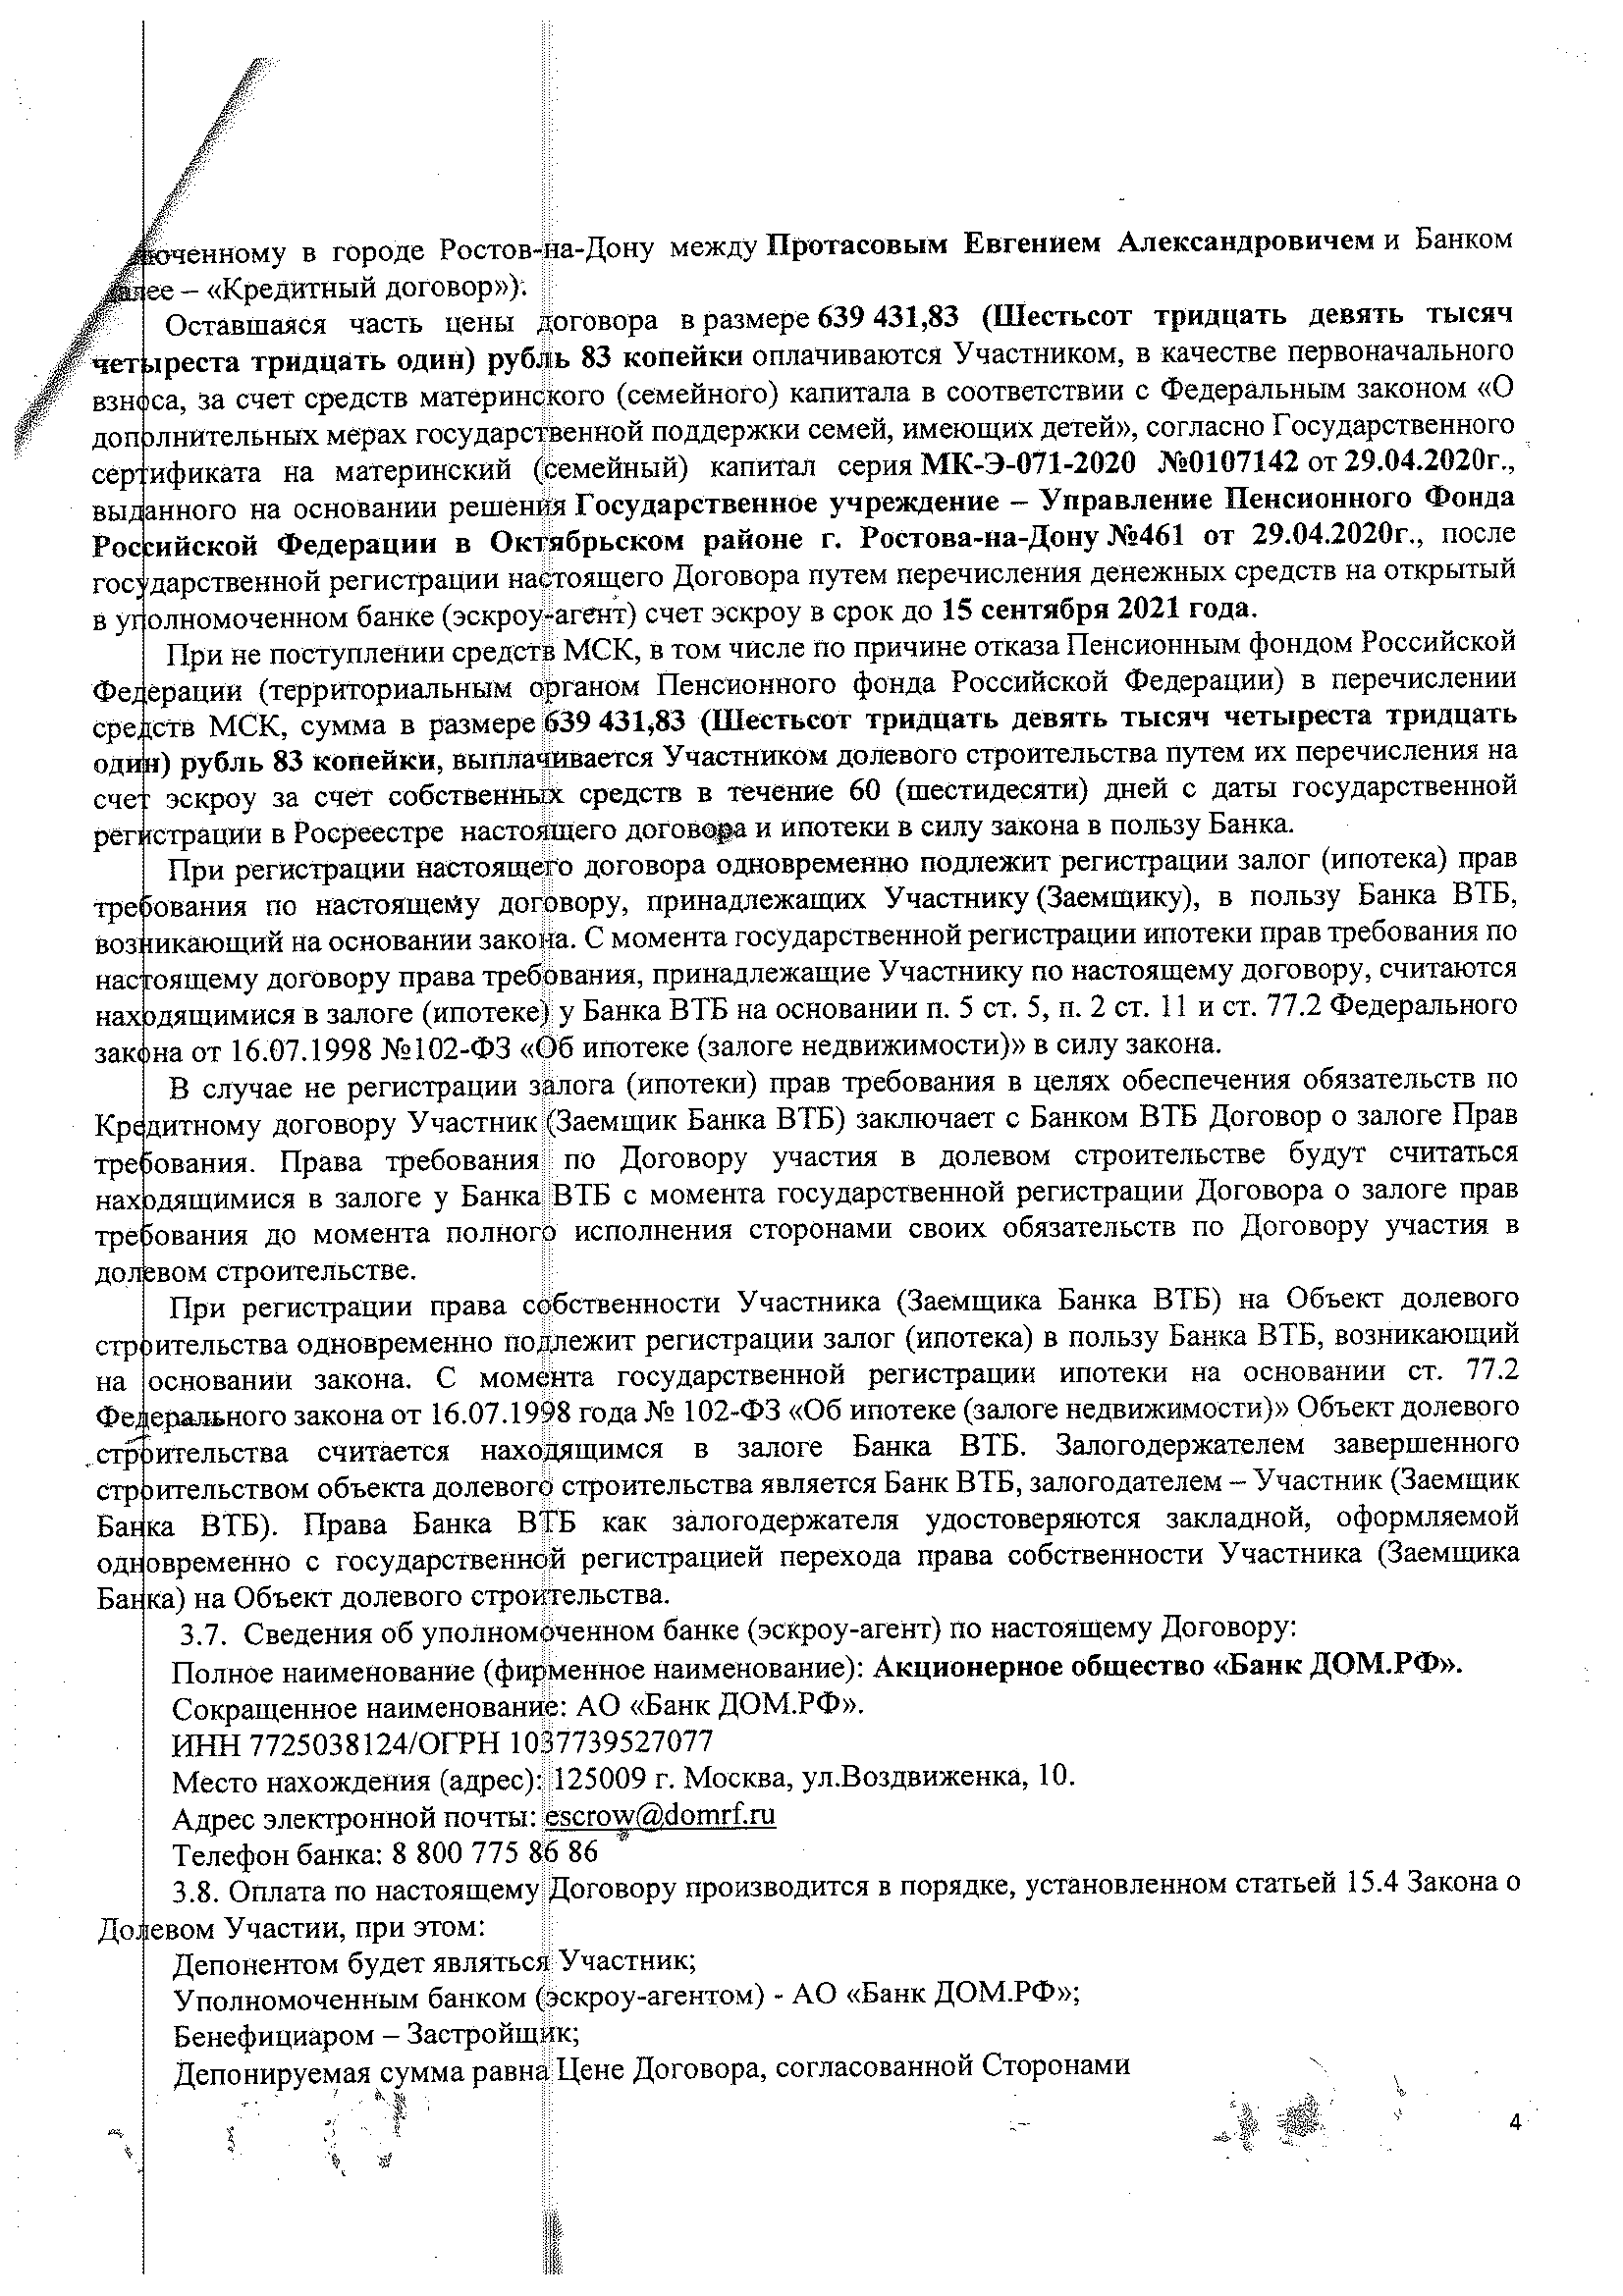 юченному в городе Ростов-на-Дону между Протасовым Евгением Александровичем и Банком
далее – «Кредитный договор»).
Оставшаяся часть цены договора в размере 639 431,83 (Шестьсот тридцать девять тысяч
четыреста тридцать один) рубль 83 копейки оплачиваются Участником, в качестве первоначального
взноса, за счет средств материнского (семейного) капитала в соответствии с Федеральным законом «О
дополнительных мерах государственной поддержки семей, имеющих детей», согласно Государственного
сертификата на материнский (семейный) капитал серия МК-Э-071-2020 №0107142 от 29.04.2020г.,
выданного на основании решения Государственное учреждение – Управление Пенсионного Фонда
Российской Федерации в Октябрьском районе г. Ростова-на-Дону №461 от 29.04.2020г., после
государственной регистрации настоящего Договора путем перечисления денежных средств на открытый
в уполномоченном банке (эскроу-агент) счет эскроу в срок до 15 сентября 2021 года.
При не поступлении средств МСК, в том числе по причине отказа Пенсионным фондом Российской
Федерации (территориальным органом Пенсионного фонда Российской Федерации) в перечислении
средств МСК, сумма в размере 639 431,83 (Шестьсот тридцать девять тысяч четыреста тридцать
один) рубль 83 копейки, выплачивается Участником долевого строительства путем их перечисления на
счет эскроу за счет собственных средств в течение 60 (шестидесяти) дней с даты государственной
регистрации в Росреестре настоящего договора и ипотеки в силу закона в пользу Банка.
При регистрации настоящего договора одновременно подлежит регистрации залог (ипотека) прав
требования по настоящему договору, принадлежащих Участнику (Заемщику), в пользу Банка ВТБ,
возникающий на основании закона. С момента государственной регистрации ипотеки прав требования по
настоящему договору права требования, принадлежащие Участнику по настоящему договору, считаются
находящимися в залоге (ипотеке) у Банка ВТБ на основании п. 5 ст. 5, п. 2 ст. 11 и ст. 77.2 Федерального
закона от 16.07.1998 №102-ФЗ «Об ипотеке (залоге недвижимости)» в силу закона.
В случае не регистрации залога (ипотеки) прав требования в целях обеспечения обязательств по
Кредитному договору Участник (Заемщик Банка ВТБ) заключает с Банком ВТБ Договор о залоге Прав
требования. Права требования по Договору участия в долевом строительстве будут считаться
находящимися в залоге у Банка ВТБ с момента государственной регистрации Договора о залоге прав
требования до момента полного исполнения сторонами своих обязательств по Договору участия в
долевом строительстве.
При регистрации права собственности Участника (Заемщика Банка ВТБ) на Объект долевого
строительства одновременно подлежит регистрации залог (ипотека) в пользу Банка ВТБ, возникающий
на основании закона. С момента государственной регистрации ипотеки на основании ст. 77.2
Федерального закона от 16.07.1998 года № 102-ФЗ «Об ипотеке (залоге недвижимости)» Объект долевого
строительства считается находящимся в залоге Банка ВТБ. Залогодержателем завершенного
строительством объекта долевого строительства является Банк ВТБ, залогодателем – Участник (Заемщик
Банка ВТБ). Права Банка ВТБ как залогодержателя удостоверяются закладной, оформляемой
одновременно с государственной регистрацией перехода права собственности Участника (Заемщика
Банка) на Объект долевого строительства.
3.7. Сведения об уполномоченном банке (эскроу-агент) по настоящему Договору:
Полное наименование (фирменное наименование): Акционерное общество «Банк ДОМ.РФ».
Сокращенное наименование: АО «Банк ДОМ.РФ».
ИНН 7725038124/ОГРН 1037739527077
Место нахождения (адрес): 125009 г. Москва, ул.Воздвиженка, 10.
Адрес электронной почты: escrow@domrf.ru
Телефон банка: 8 800 775 86 86
3.8. Оплата по настоящему Договору производится в порядке, установленном статьей 15.4 Закона о
Долевом Участии, при этом:
Депонентом будет являться Участник;
Уполномоченным банком (эскроу-агентом) - АО «Банк ДОМ.РФ»;
Бенефициаром – Застройщик;
Депонируемая сумма равна Цене Договора, согласованной Сторонами
4